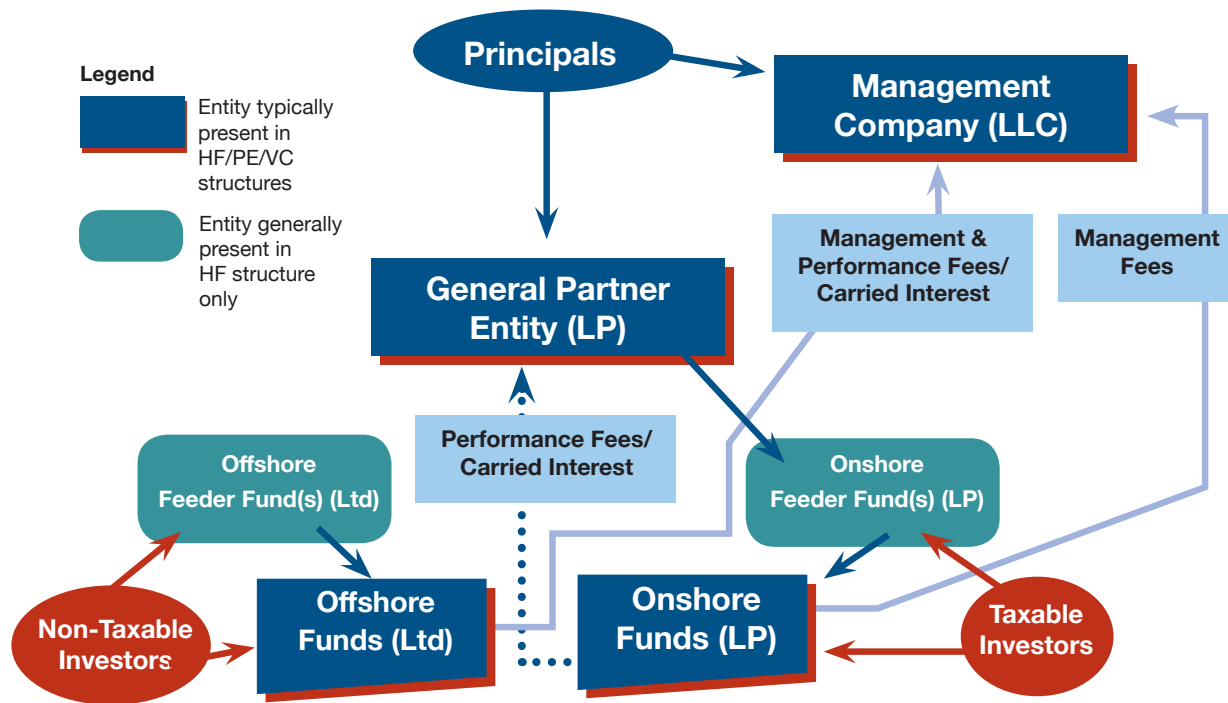 Principals
Legend
Entity typically
present in
HF/PE/VC
structures
Entity generally
present in
HF structure
only
Management
Company (LLC)
Management &
Performance Fees/
Carried Interest
Management
Fees
General Partner
Entity (LP)
Performance Fees/
Carried Interest
Offshore
Feeder Fund(s) (Ltd)
Onshore
Feeder Fund(s) (LP)
Non-Taxable
Investors
Offshore
Funds (Ltd)
Onshore
Funds (LP)
Taxable
Investors